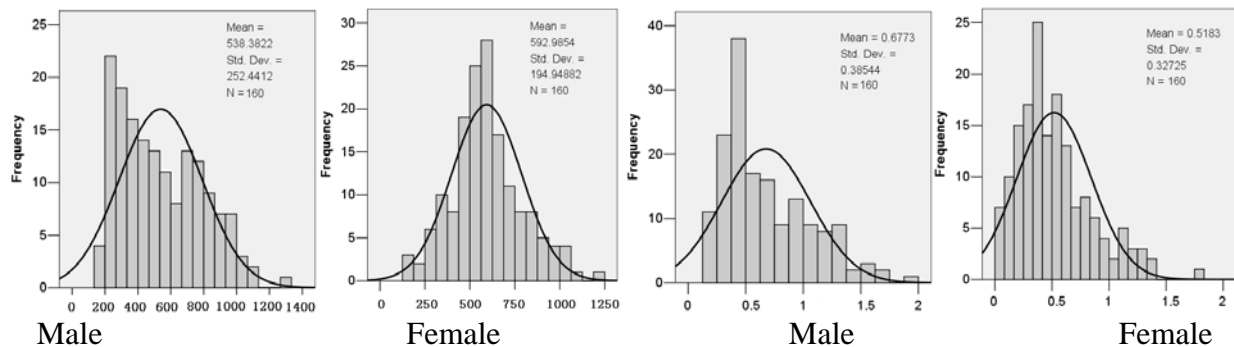 25
20
15
10
5
0
Frequency
Mean =
538.3822
Std. Dev. =
252.4412
N = 160
0 200 400 600 800 1000 1200 1400
Male
30
25
20
15
10
5
0
Frequency
Mean =
592.9854
Std. Dev. =
194.94882
N = 160
0 250 500 750 1000 1250
Female
40
30
20
10
0
Frequency
Mean = 0.6773
Std. Dev. =
0.38544
N = 160
0 0.5 1 1.5 2
Male
25
20
15
10
5
0
Frequency
Mean = 0.5183
Std. Dev. =
0.32725
N = 160
0 0.5 1 1.5 2
Female